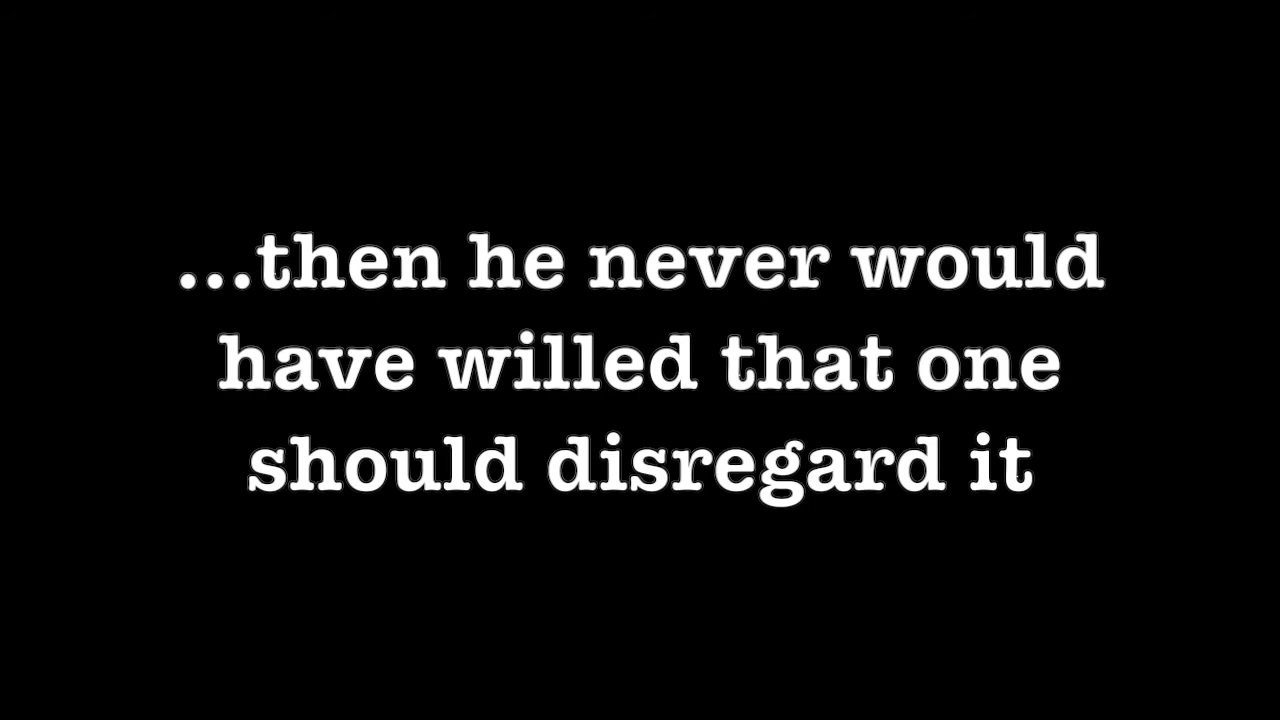 ...then he never would
have willed that one
should disregard it